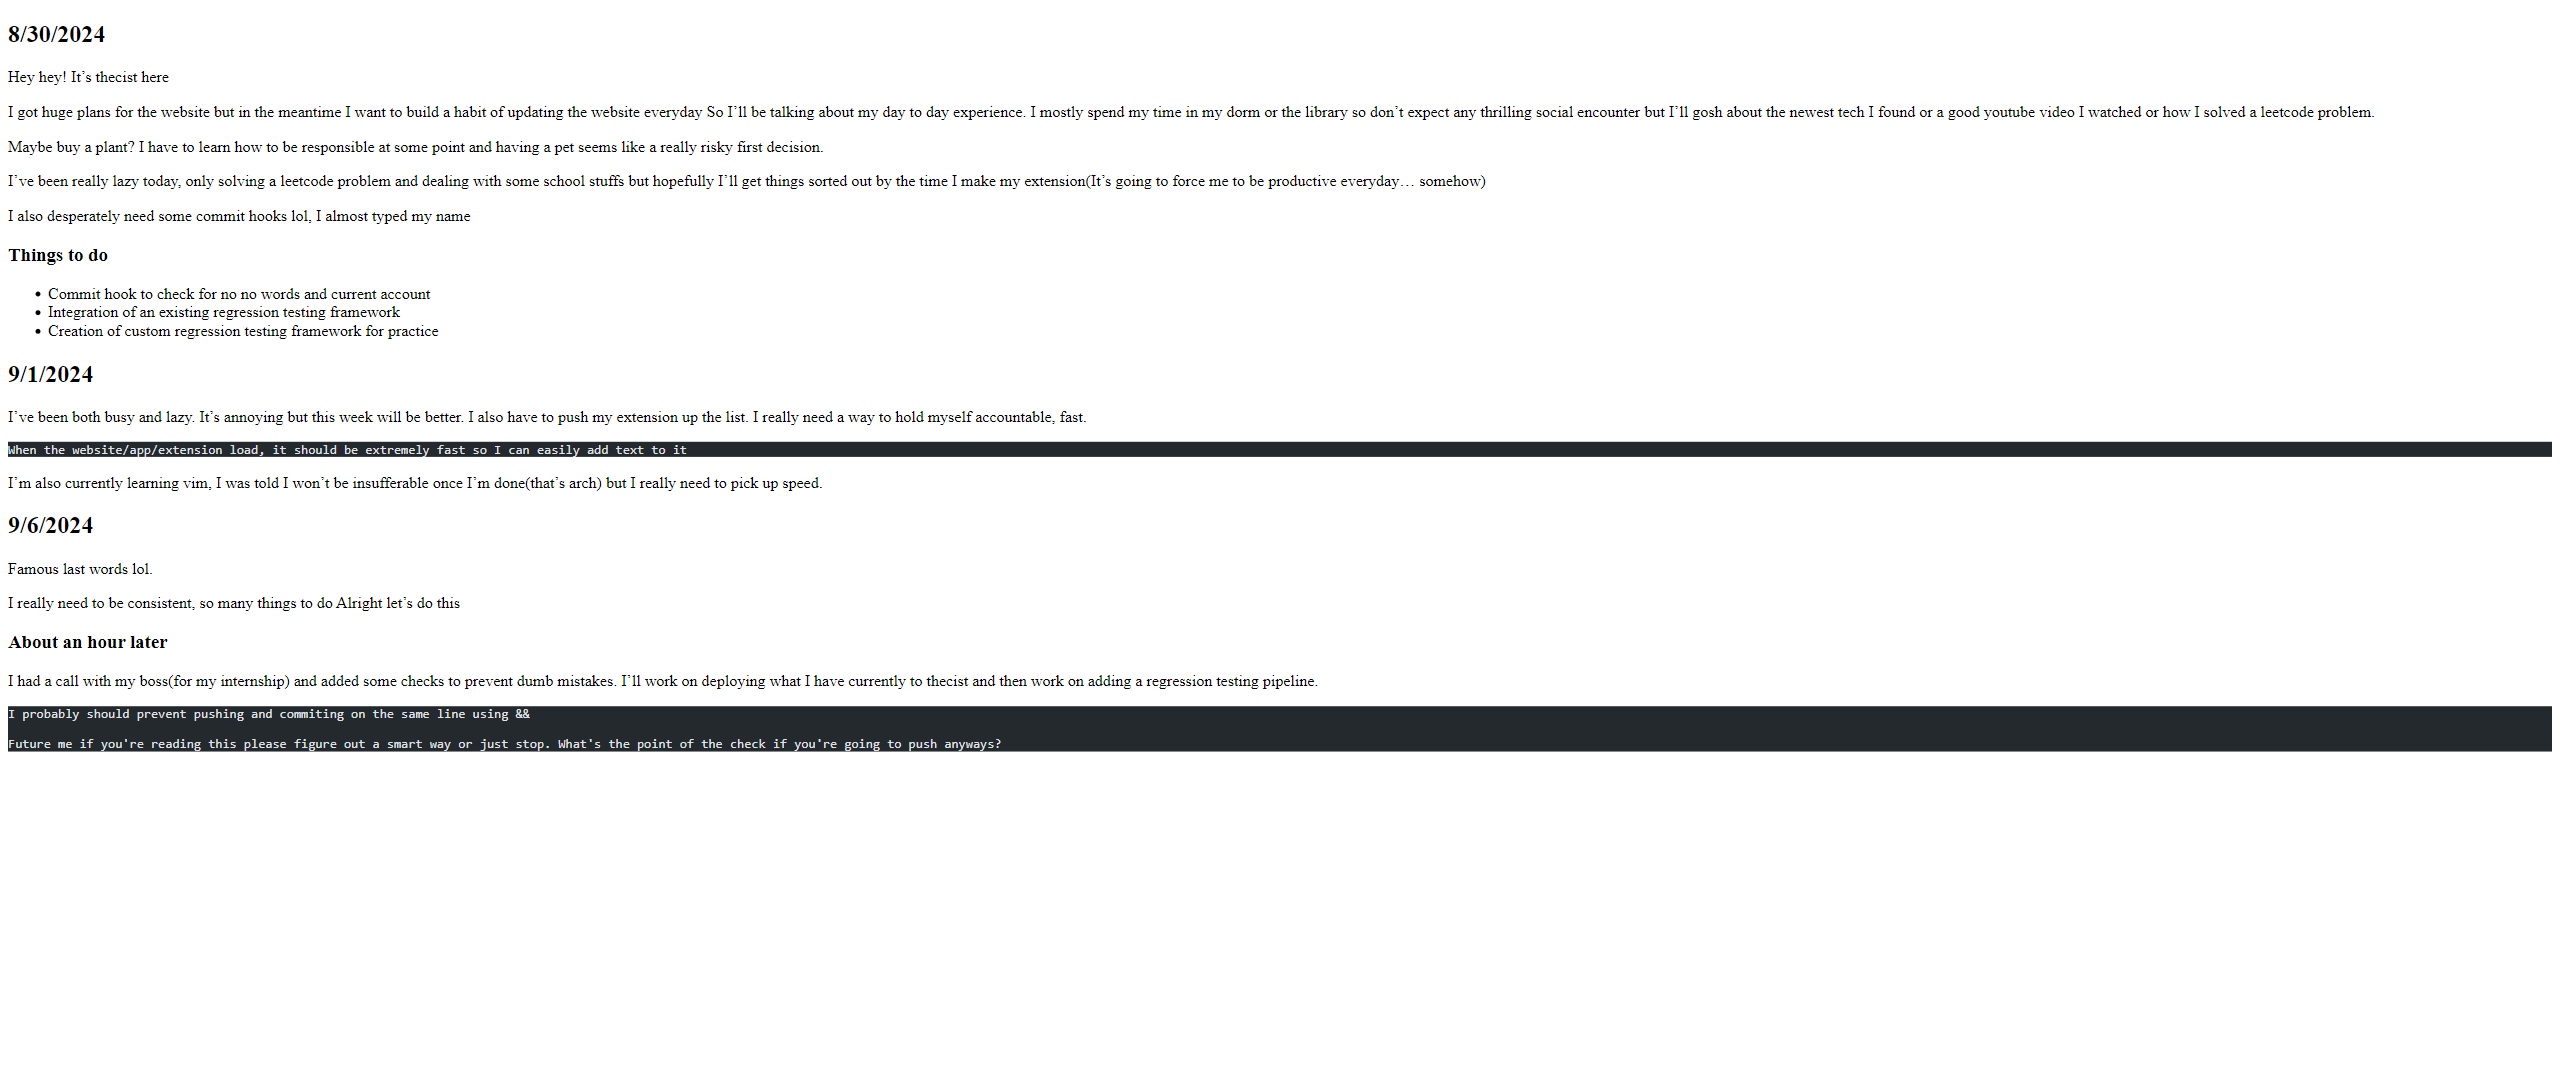 8/30/2024
Hey hey! It’s thecist here
I got huge plans for the website but in the meantime I want to build a habit of updating the website everyday So I’ll be talking about my day to day experience. I mostly spend my time in my dorm or the library so don’t expect any thrilling social encounter but I’ll gosh about the newest tech I found or a good youtube video I watched or how I solved a leetcode problem.
Maybe buy a plant? I have to learn how to be responsible at some point and having a pet seems like a really risky first decision.
I’ve been really lazy today, only solving a leetcode problem and dealing with some school stuffs but hopefully I’ll get things sorted out by the time I make my extension(It’s going to force me to be productive everyday… somehow)
I also desperately need some commit hooks lol, I almost typed my name
Things to do
• Commit hook to check for no no words and current account
• Integration of an existing regression testing framework
• Creation of custom regression testing framework for practice
9/1/2024
I’ve been both busy and lazy. It’s annoying but this week will be better. I also have to push my extension up the list. I really need a way to hold myself accountable, fast.
When the website/app/extension load, it should be extremely fast so I can easily add text to it
I’m also currently learning vim, I was told I won’t be insufferable once I’m done(that’s arch) but I really need to pick up speed.
9/6/2024
Famous last words lol.
I really need to be consistent, so many things to do Alright let’s do this
About an hour later
I had a call with my boss(for my internship) and added some checks to prevent dumb mistakes. I’ll work on deploying what I have currently to thecist and then work on adding a regression testing pipeline.
I probably should prevent pushing and commiting on the same line using &&
Future me if you're reading this please figure out a smart way or just stop. What's the point of the check if you're going to push anyways?